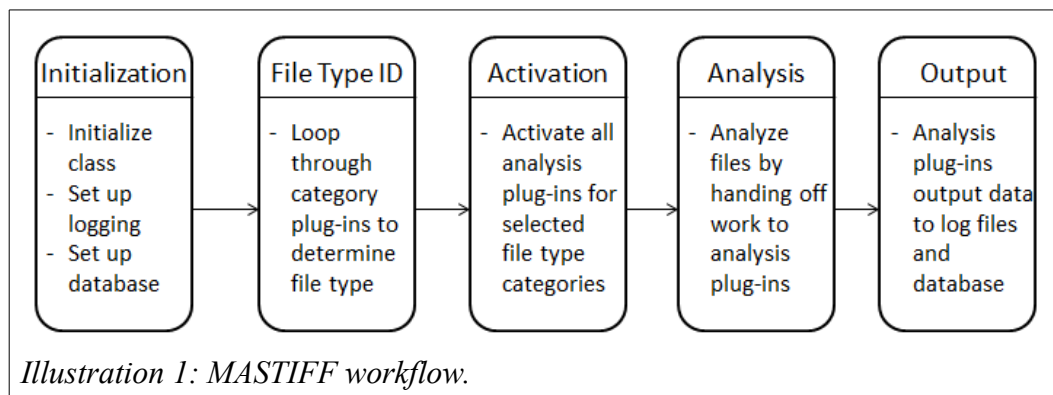 Initialization
- Initialize
class
- Set up
logging
- Set up
database
File Type ID
- Loop
through
category
plug-ins to
determine
file type
Activation
- Activate all
analysis
plug-ins for
selected
file type
categories
Analysis
- Analyze
files by
handing off
work to
analysis
plug-ins
Output
- Analysis
plug-ins
output data
to log files
and
database
Illustration 1: MASTIFF workflow.